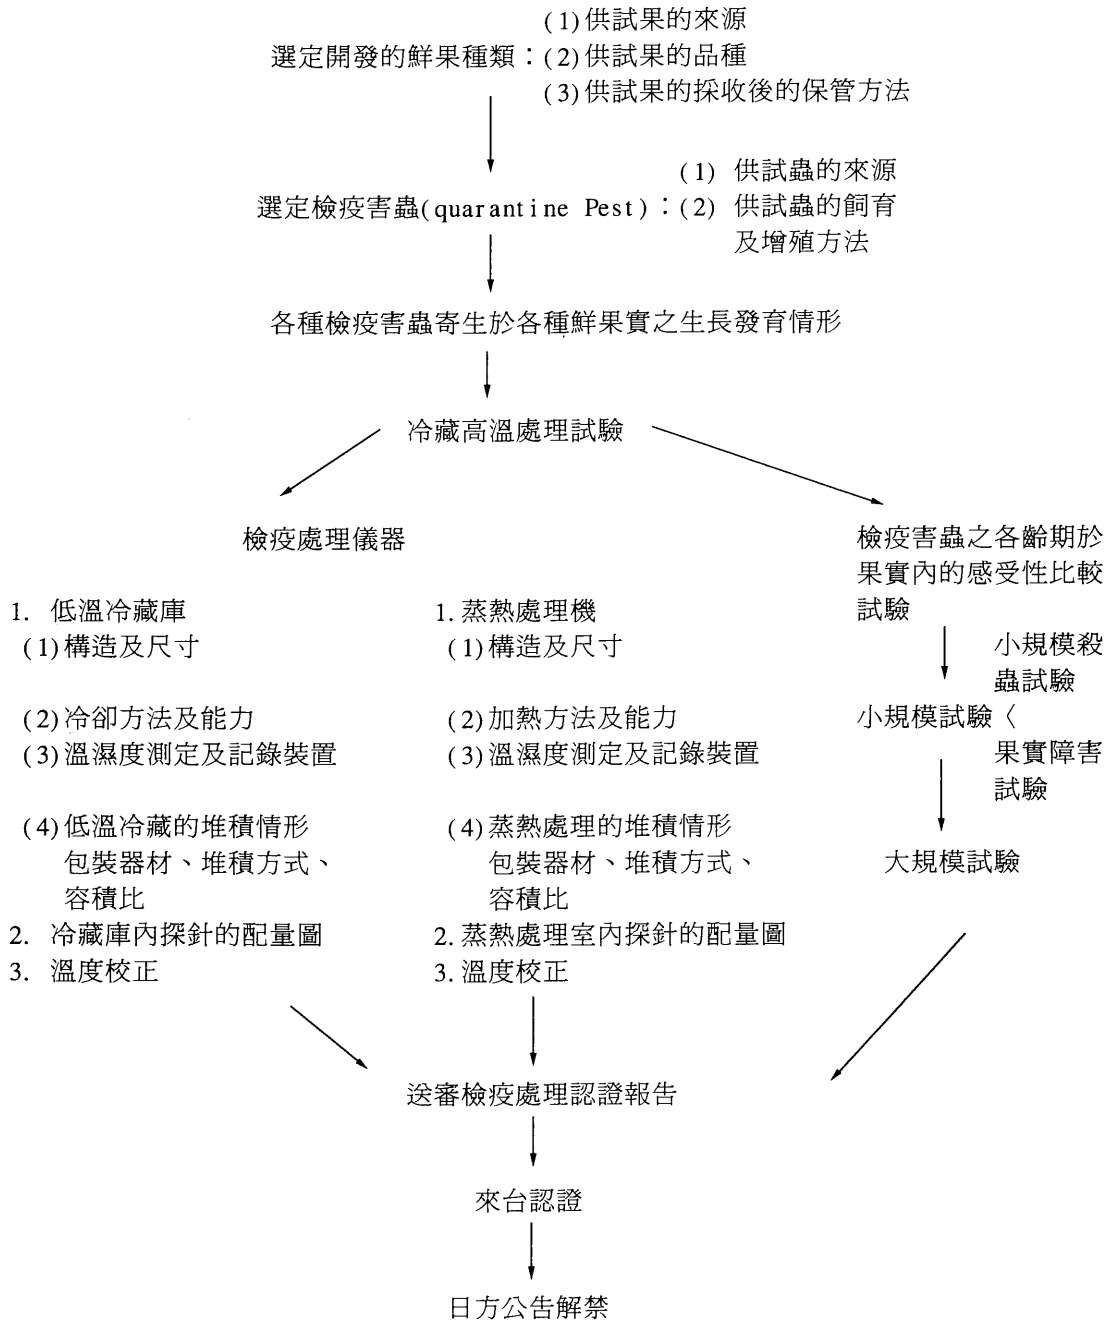 (1)供試果的來源
選定開發的鮮果種類：(2)供試果的品種
(3)供試果的採收後的保管方法
(1) 供試蟲的來源
選定檢疫害蟲(quarantine Pest)：(2) 供試蟲的飼育
及增殖方法
各種檢疫害蟲寄生於各種鮮果實之生長發育情形
冷藏高溫處理試驗
檢疫處理儀器
1. 低溫冷藏庫
(1)構造及尺寸
(2)冷卻方法及能力
(3)溫濕度測定及記錄裝置
(4)低溫冷藏的堆積情形
包裝器材、堆積方式、
容積比
2. 冷藏庫內探針的配量圖
3. 溫度校正
1.蒸熱處理機
(1)構造及尺寸
(2)加熱方法及能力
(3)溫濕度測定及記錄裝置
(4)蒸熱處理的堆積情形
包裝器材、堆積方式、
容積比
2.蒸熱處理室內探針的配量圖
3.溫度校正
檢疫害蟲之各齡期於
果實內的感受性比較
試驗
小規模殺
蟲試驗
小規模試驗〈
果實障害
試驗
大規模試驗
送審檢疫處理認證報告
來台認證
日方公告解禁